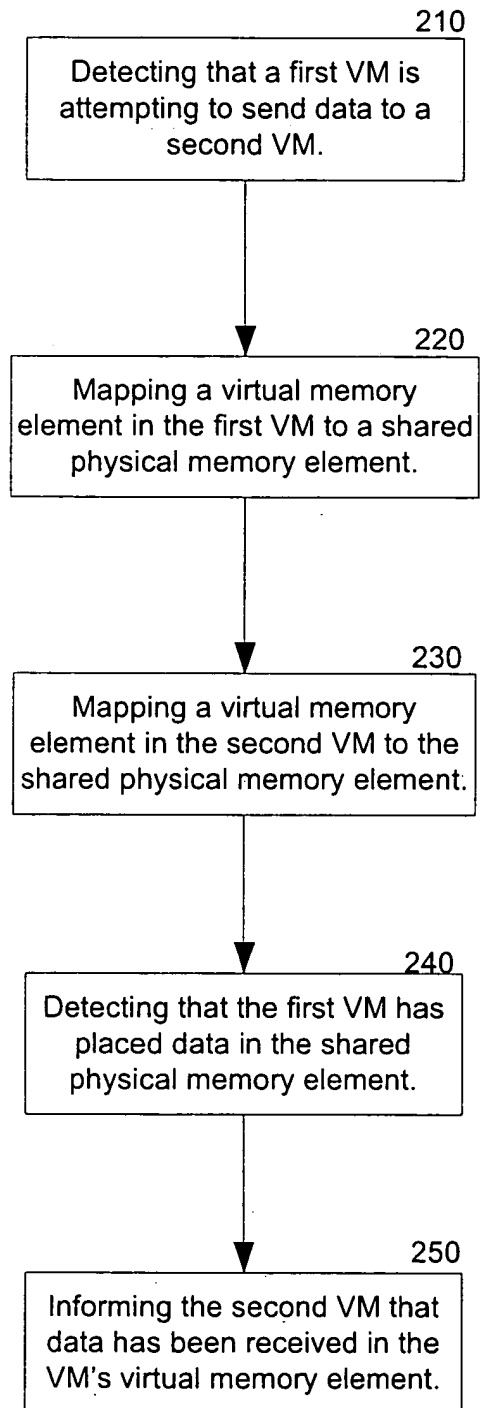 210
Detecting that a first VM is
attempting to send data to a
second VM.
220
Mapping a virtual memory
element in the first VM to a shared
physical memory element.
230
Mapping a virtual memory
element in the second VM to the
shared physical memory element.
240
Detecting that the first VM has
placed data in the shared
physical memory element.
250
Informing the second VM that
data has been received in the
VM's virtual memory element.